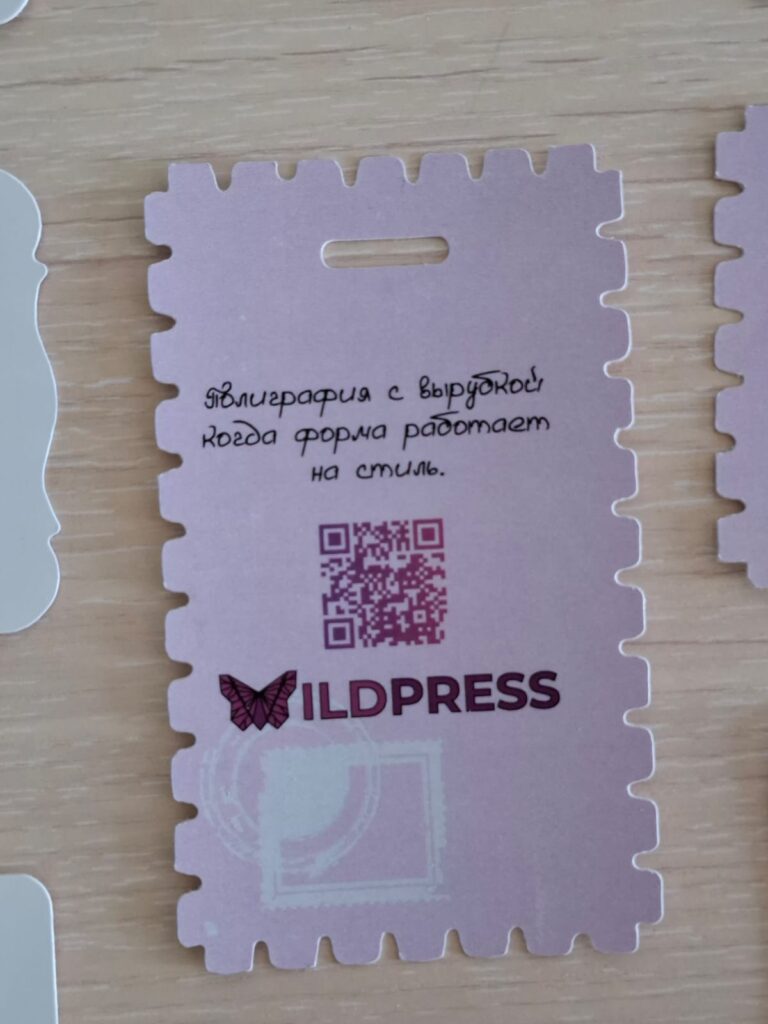 Полиграфия с вырубкой
когда форма работает
на стиль.
WILDPRESS